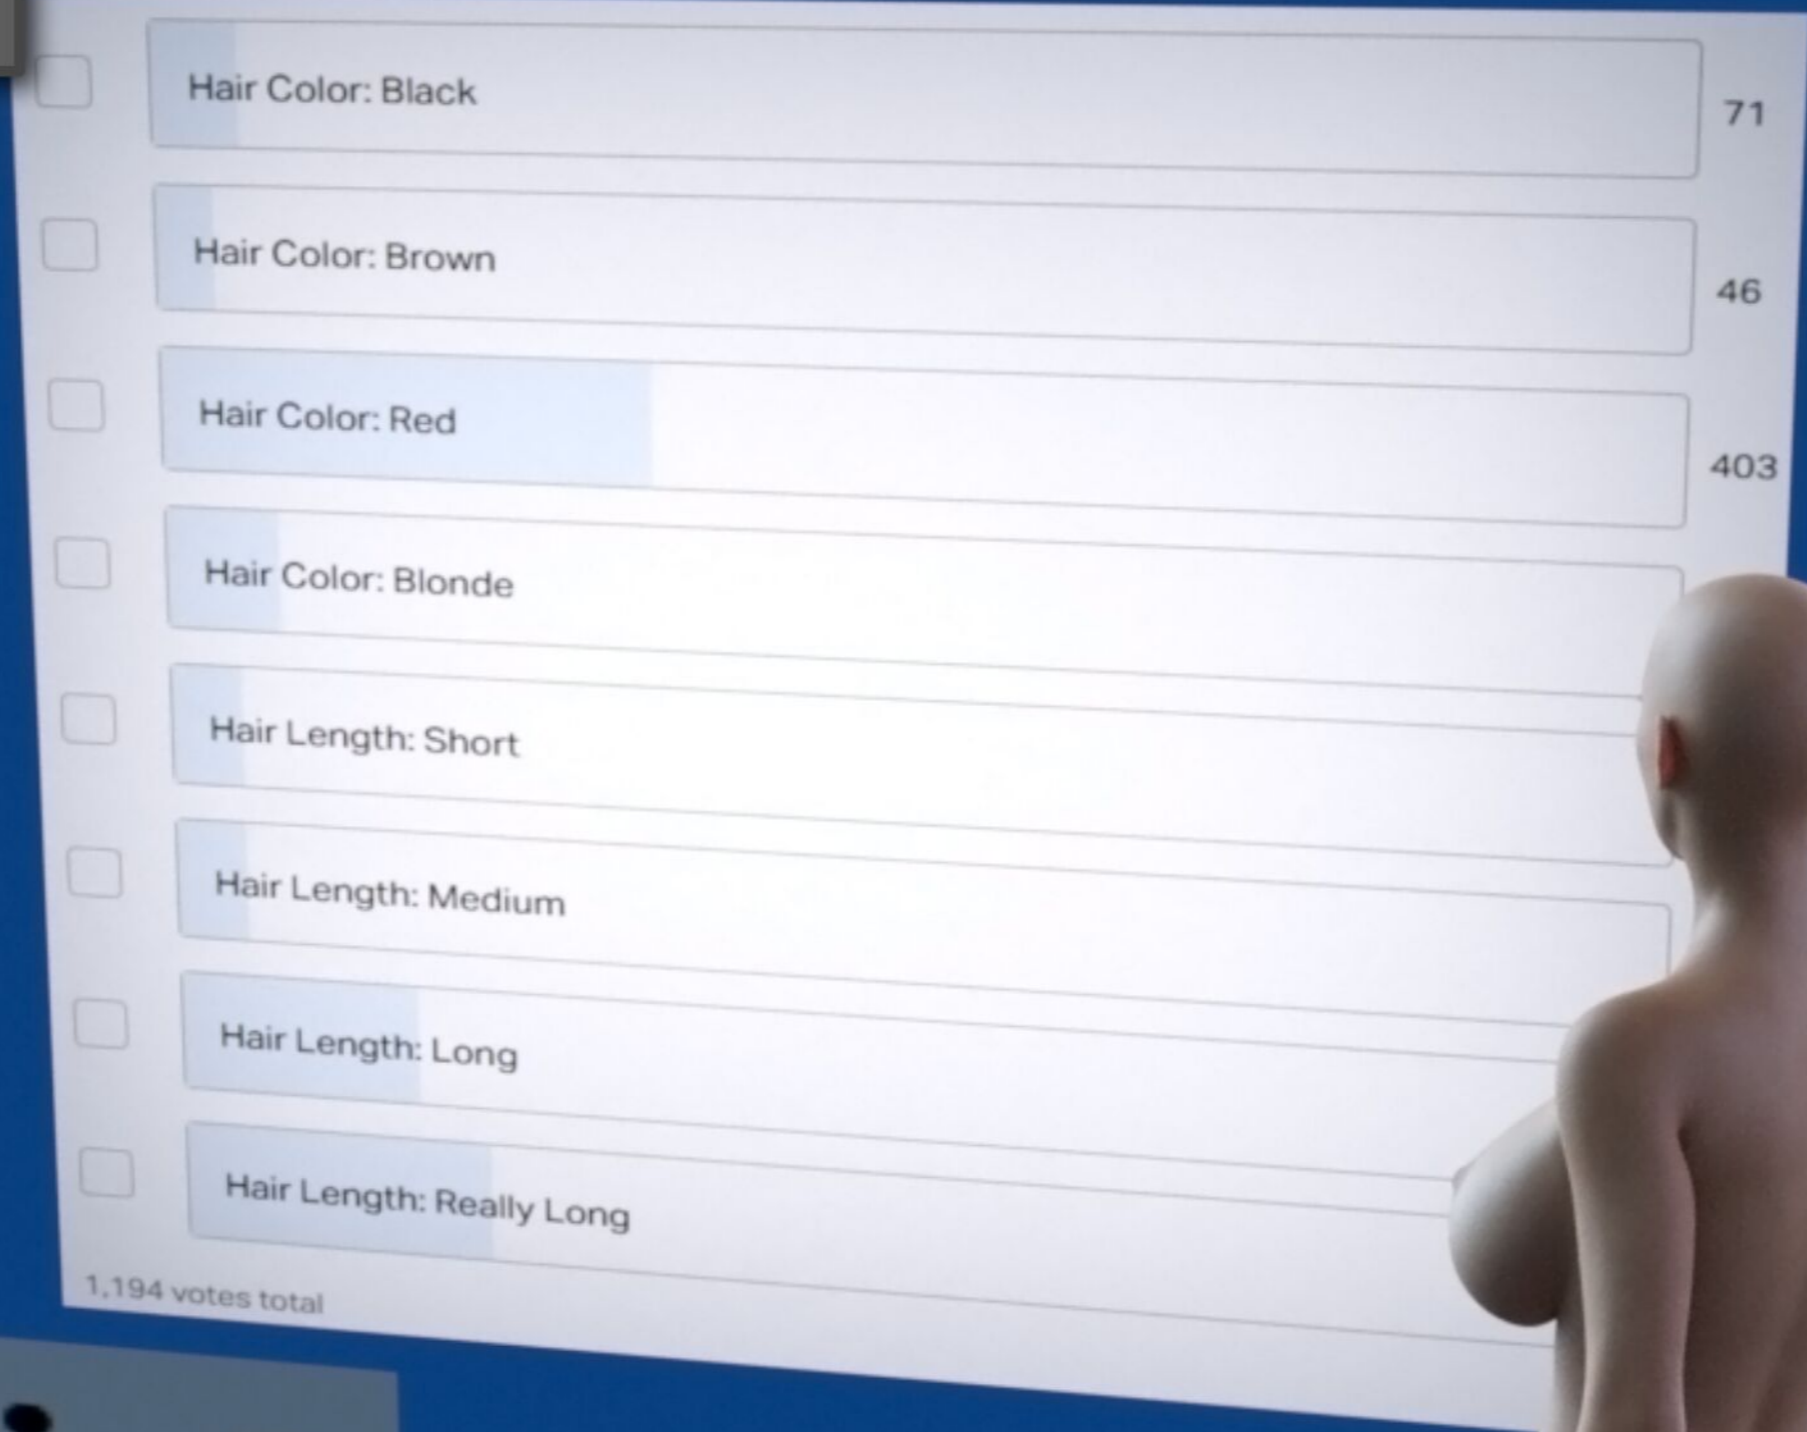 Hair Color: Black
71
Hair Color: Brown
46
Hair Color: Red
403
Hair Color: Blonde
Hair Length: Short
Hair Length: Medium
Hair Length: Long
Hair Length: Really Long
1,194 votes total